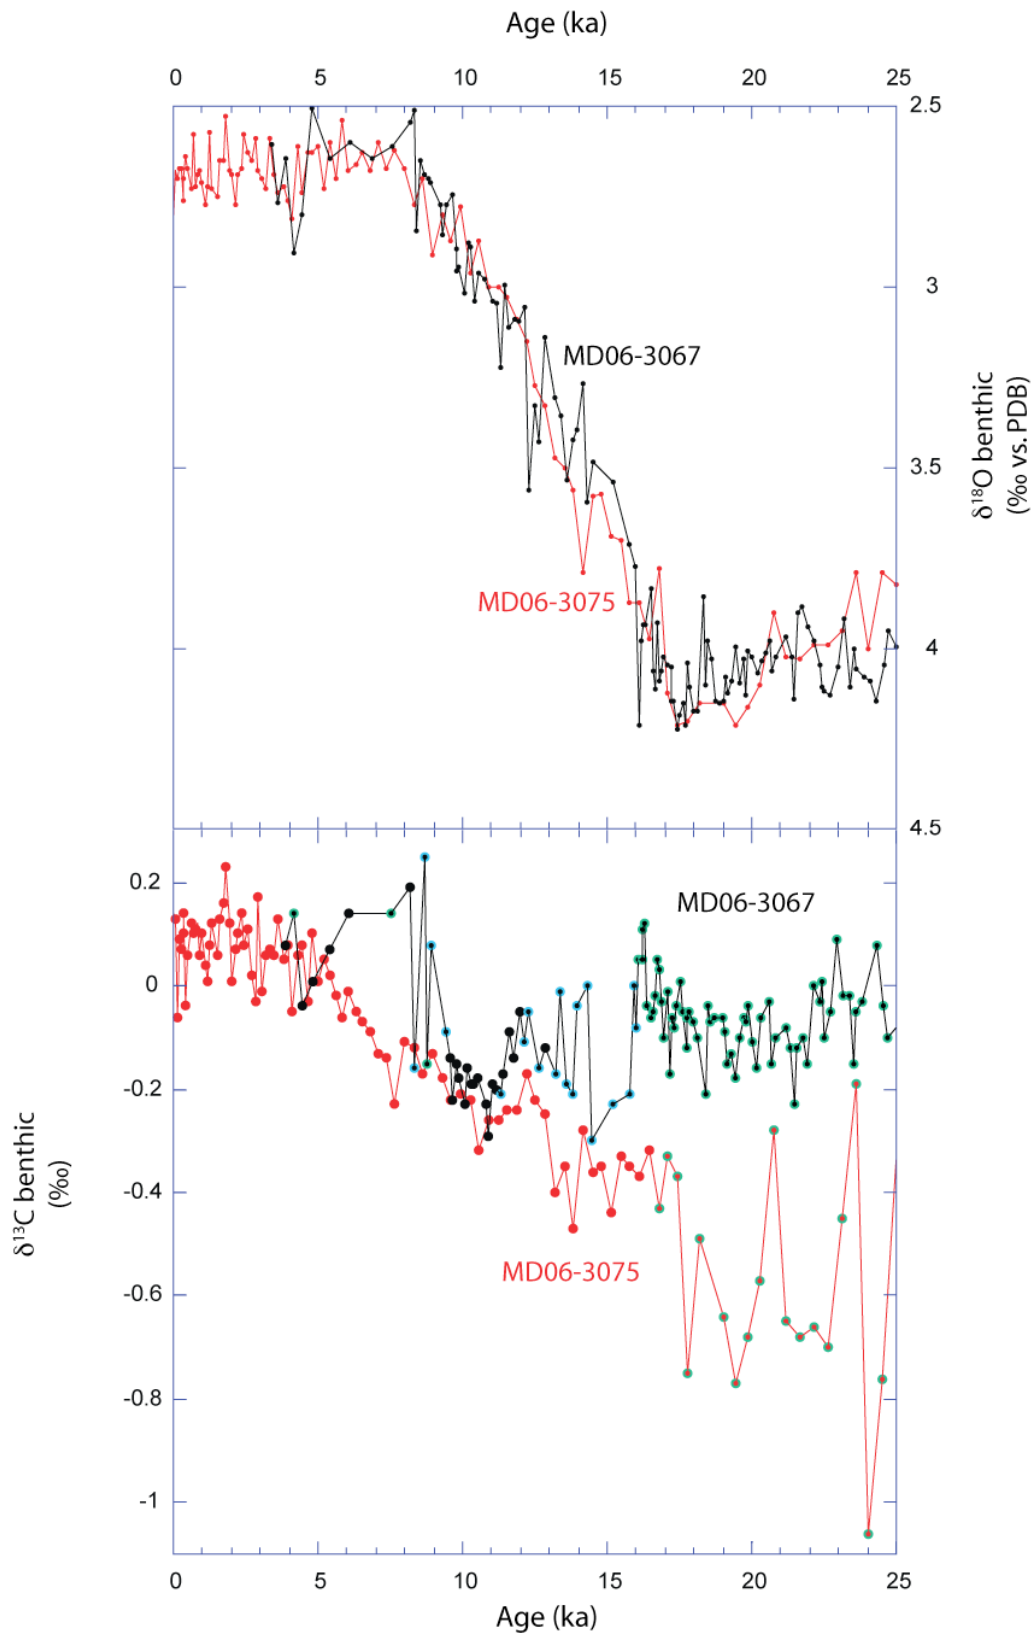 Age (ka)
0 5 10 15 20 25
2.5
3
MD06-3067
3.5
δ¹⁸O benthic
(‰ vs. PDB)
MD06-3075
4
4.5
0.2
MD06-3067
0
-0.2
-0.4
δ¹³C benthic
(‰)
MD06-3075
-0.6
-0.8
-1
0 5 10 15 20 25
Age (ka)